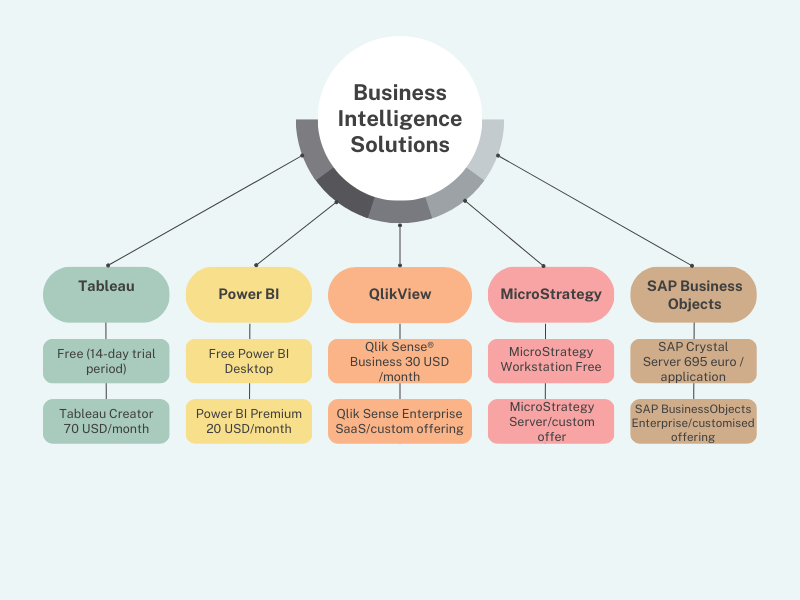 Business
Intelligence
Solutions
Tableau
Power BI
QlikView
MicroStrategy
SAP Business
Objects
Free (14-day trial
period)
Free Power BI
Desktop
Qlik Sense®
Business 30 USD
/month
MicroStrategy
Workstation Free
SAP Crystal
Server 695 euro /
application
Tableau Creator
70 USD/month
Power BI Premium
20 USD/month
Qlik Sense Enterprise
SaaS/custom offering
MicroStrategy
Server/custom
offer
SAP BusinessObjects
Enterprise/customised
offering